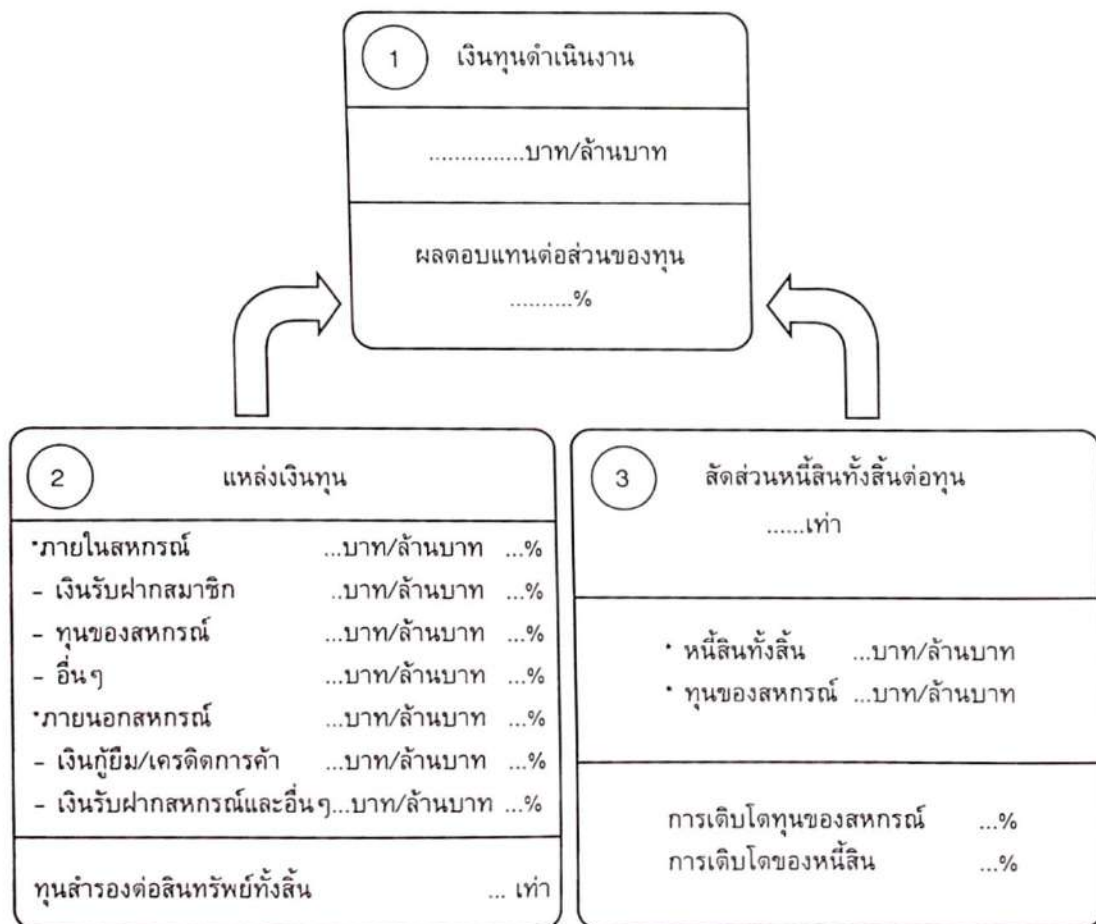 1 เงินทุนดำเนินงาน
...............บาท/ล้านบาท
ผลตอบแทนต่อส่วนของทุน
.........%
2 แหล่งเงินทุน
*ภายในสหกรณ์ ...บาท/ล้านบาท ...%
- เงินรับฝากสมาชิก ..บาท/ล้านบาท ...%
- ทุนของสหกรณ์ ...บาท/ล้านบาท ...%
- อื่นๆ ...บาท/ล้านบาท ...%
*ภายนอกสหกรณ์ ...บาท/ล้านบาท ...%
- เงินกู้ยืม/เครดิตการค้า ...บาท/ล้านบาท ...%
- เงินรับฝากสหกรณ์และอื่นๆ...บาท/ล้านบาท ...%
ทุนสำรองต่อสินทรัพย์ทั้งสิ้น ... เท่า
3 สัดส่วนหนี้สินทั้งสิ้นต่อทุน
......เท่า
* หนี้สินทั้งสิ้น ...บาท/ล้านบาท
* ทุนของสหกรณ์ ...บาท/ล้านบาท
การเติบโตทุนของสหกรณ์ ...%
การเติบโตของหนี้สิน ...%